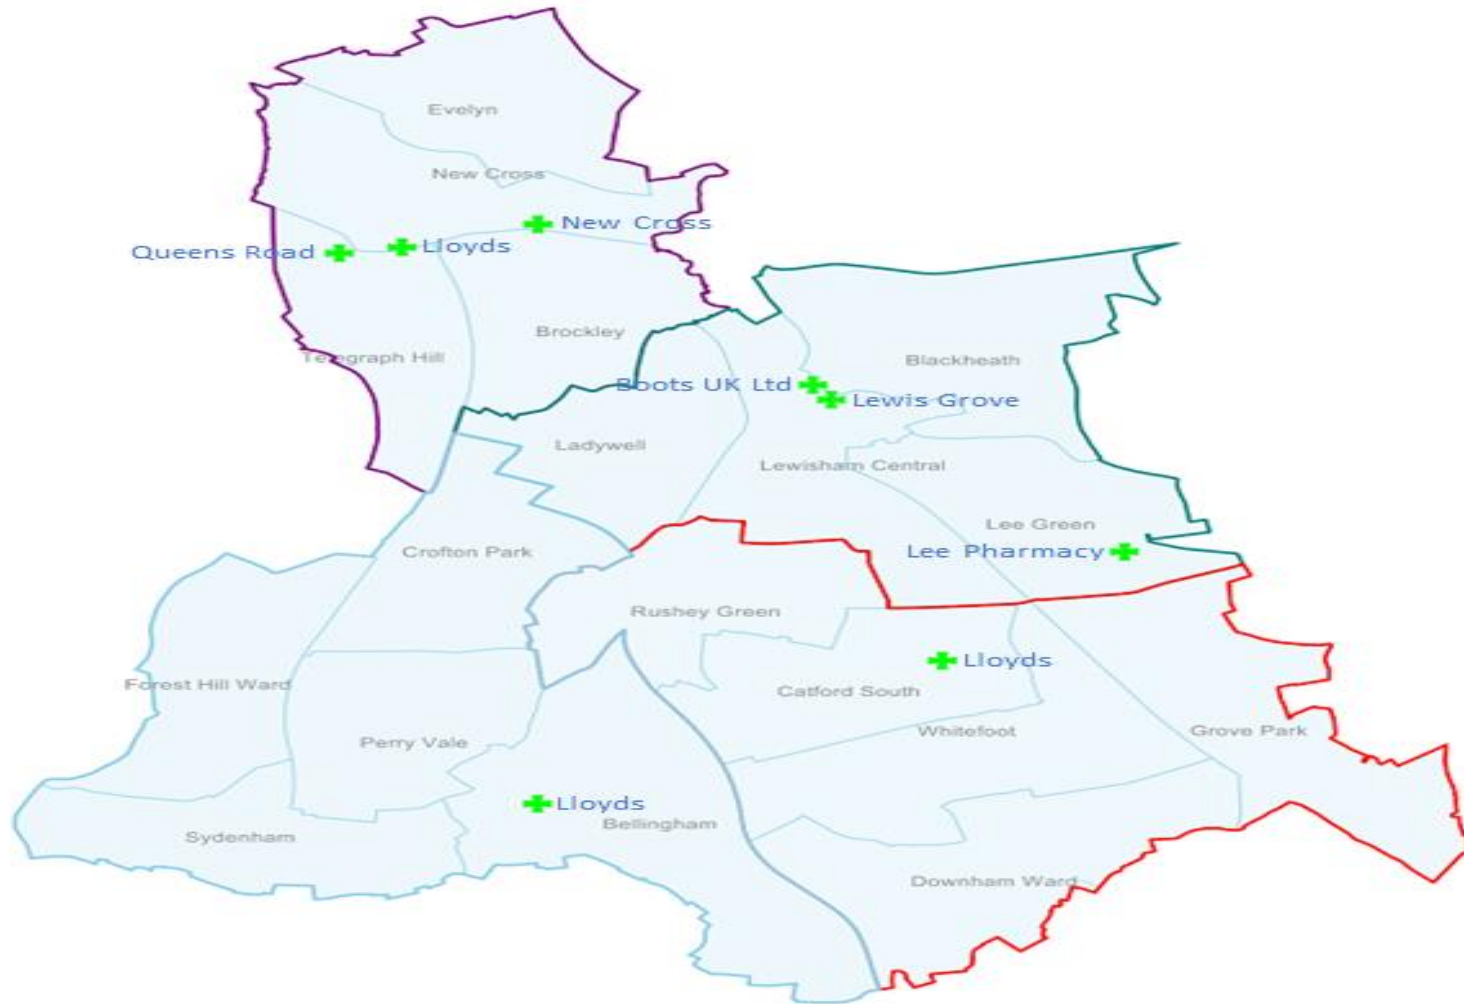 Evelyn
New Cross
New Cross
Lloyds
Queens Road
Brockley
Telegraph Hill
Blackheath
Boots UK Ltd
Lewis Grove
Ladywell
Lewisham Central
Lee Green
Lee Pharmacy
Crofton Park
Rushey Green
Lloyds
Catford South
Forest Hill Ward
Whitefoot
Grove Park
Perry Vale
Lloyds
Bellingham
Sydenham
Downham Ward